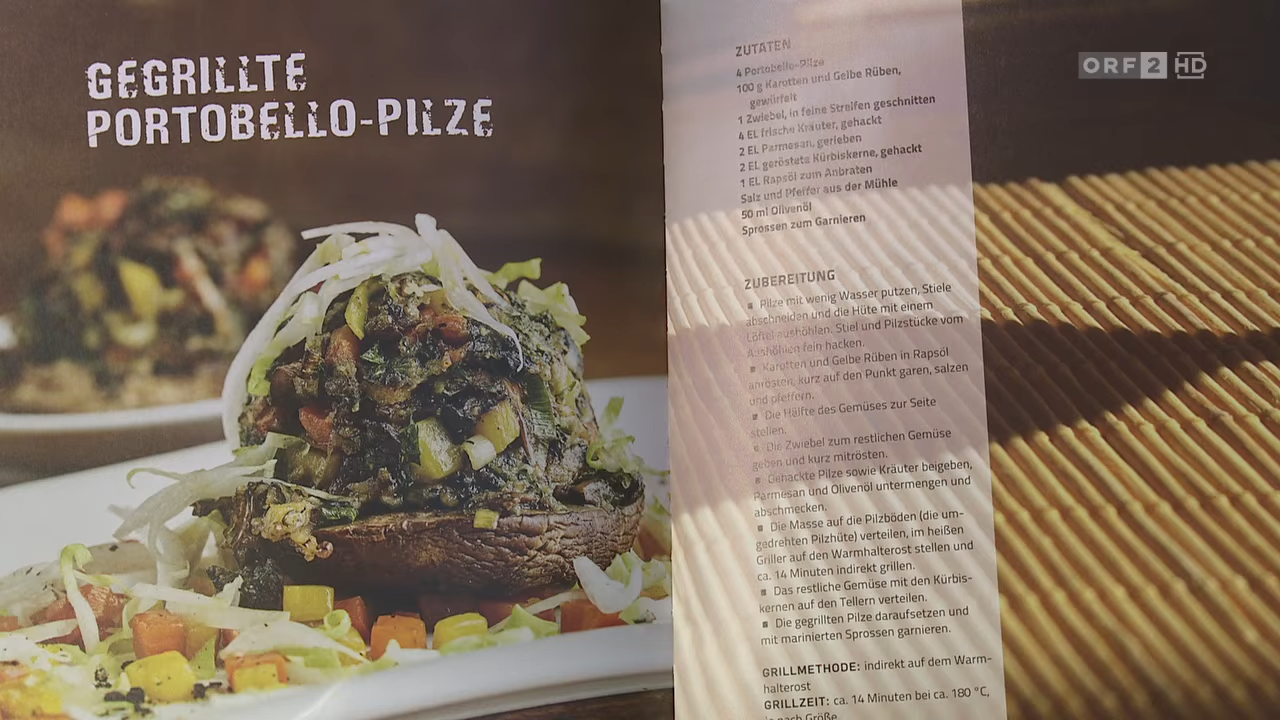 GEGRILLTE
PORTOBELLO-PILZE
ZUTATEN
4 Portobello-Pilze
100 g Karotten und Gelbe Rüben,
gewürfelt
1 Zwiebel, in feine Streifen geschnitten
4 EL frische Kräuter, gehackt
2 EL Parmesan, gerieben
2 EL geröstete Kürbiskerne, gehackt
1 EL Rapsöl zum Anbraten
Salz und Pfeffer aus der Mühle
50 ml Olivenöl
Sprossen zum Garnieren
ZUBEREITUNG
▪ Pilze mit wenig Wasser putzen, Stiele
abschneiden und die Hüte mit einem
Löffel aushöhlen. Stiel und Pilzstücke vom
Aushöhlen fein hacken.
▪ Karotten und Gelbe Rüben in Rapsöl
anrösten, kurz auf den Punkt garen, salzen
und pfeffern.
▪ Die Hälfte des Gemüses zur Seite
stellen.
▪ Die Zwiebel zum restlichen Gemüse
geben und kurz mitrösten.
▪ Gehackte Pilze sowie Kräuter beigeben,
Parmesan und Olivenöl untermengen und
abschmecken.
▪ Die Masse auf die Pilzböden (die um-
gedrehten Pilzhüte) verteilen, im heißen
Griller auf den Warmhalterost stellen und
ca. 14 Minuten indirekt grillen.
▪ Das restliche Gemüse mit den Kürbis-
kernen auf den Tellern verteilen.
▪ Die gegrillten Pilze daraufsetzen und
mit marinierten Sprossen garnieren.
GRILLMETHODE: indirekt auf dem Warm-
halterost
GRILLZEIT: ca. 14 Minuten bei ca. 180 °C,
je nach Größe
ORF 2 HD